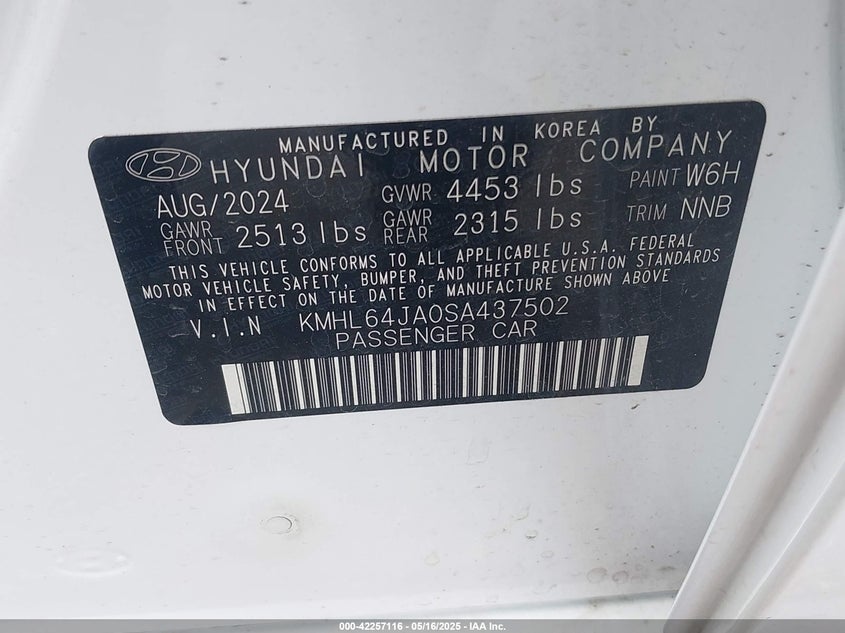 MANUFACTURED IN KOREA BY
HYUNDAI MOTOR COMPANY
AUG/2024 GVWR 4453 lbs PAINT W6H
GAWR FRONT 2513 lbs GAWR REAR 2315 lbs TRIM NNB
THIS VEHICLE CONFORMS TO ALL APPLICABLE U.S.A. FEDERAL
MOTOR VEHICLE SAFETY, BUMPER, AND THEFT PREVENTION STANDARDS
IN EFFECT ON THE DATE OF MANUFACTURE SHOWN ABOVE
V.I.N KMHL64JA0SA437502
PASSENGER CAR
000-42257116 - 05/16/2025 - IAA Inc.